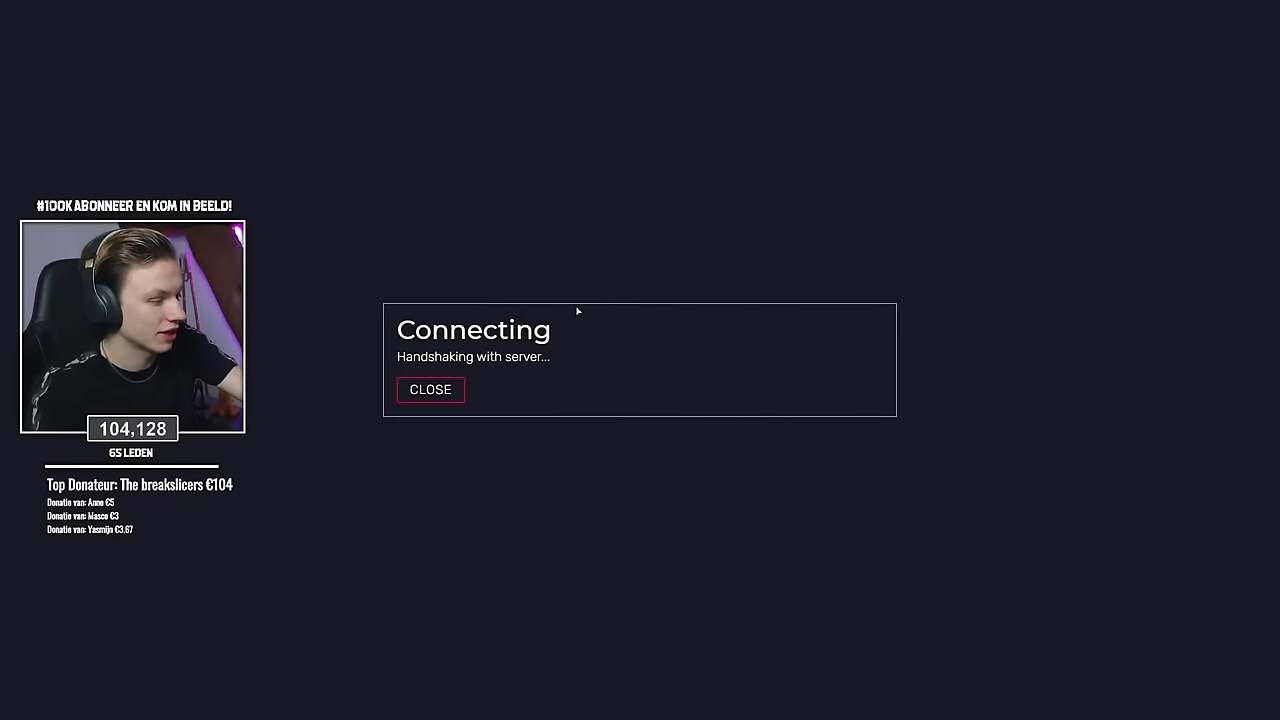 #100K ABONNEER EN KOM IN BEELD!
104,128
65 LEDEN
Top Donateur: The breakslicers €104
Donatie van: Anne €5
Donatie van: Masco €3
Donatie van: Yasmijn €3.67
Connecting
Handshaking with server...
CLOSE